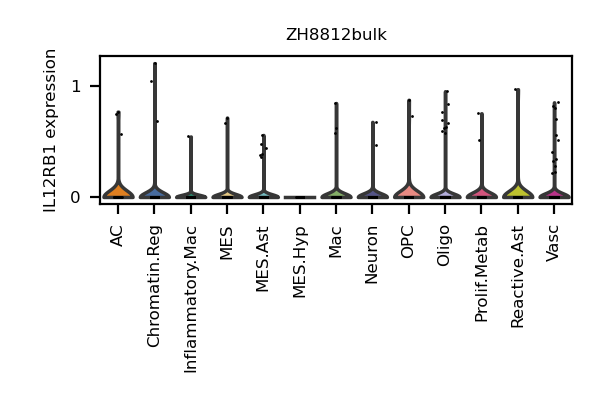 ZH8812bulk
IL12RB1 expression
1
0
AC
Chromatin.Reg
Inflammatory.Mac
MES
MES.Ast
MES.Hyp
Mac
Neuron
OPC
Oligo
Prolif.Metab
Reactive.Ast
Vasc